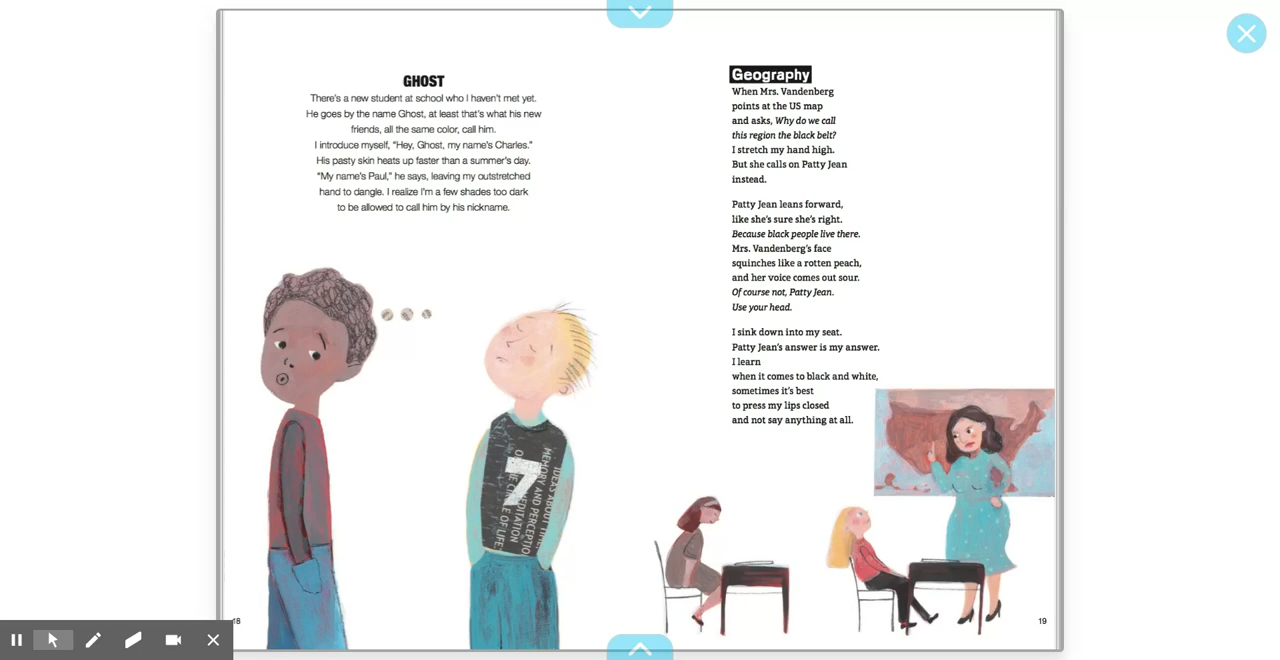 GHOST
There's a new student at school who I haven't met yet.
He goes by the name Ghost, at least that's what his new
friends, all the same color, call him.
I introduce myself, “Hey, Ghost, my name's Charles.”
His pasty skin heats up faster than a summer's day.
“My name's Paul,” he says, leaving my outstretched
hand to dangle. I realize I'm a few shades too dark
to be allowed to call him by his nickname.
7
IDEAS ABOUT TIME,
MEMORY AND PERCEPTIO
MEDITATION
LE OF LIFE
18
Geography
When Mrs. Vandenberg
points at the US map
and asks, Why do we call
this region the black belt?
I stretch my hand high.
But she calls on Patty Jean
instead.
Patty Jean leans forward,
like she's sure she's right.
Because black people live there.
Mrs. Vandenberg's face
squinches like a rotten peach,
and her voice comes out sour.
Of course not, Patty Jean.
Use your head.
I sink down into my seat.
Patty Jean's answer is my answer.
I learn
when it comes to black and white,
sometimes it's best
to press my lips closed
and not say anything at all.
19